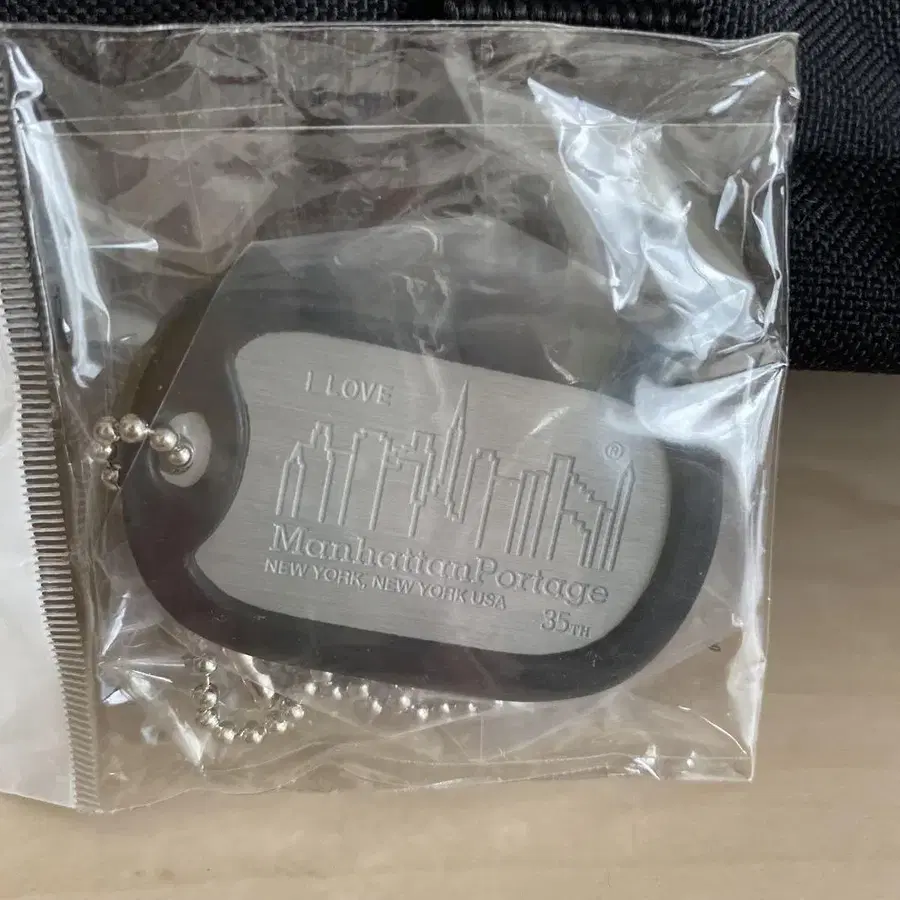 I LOVE
®
ManhattanPortage
NEW YORK, NEW YORK USA
35TH